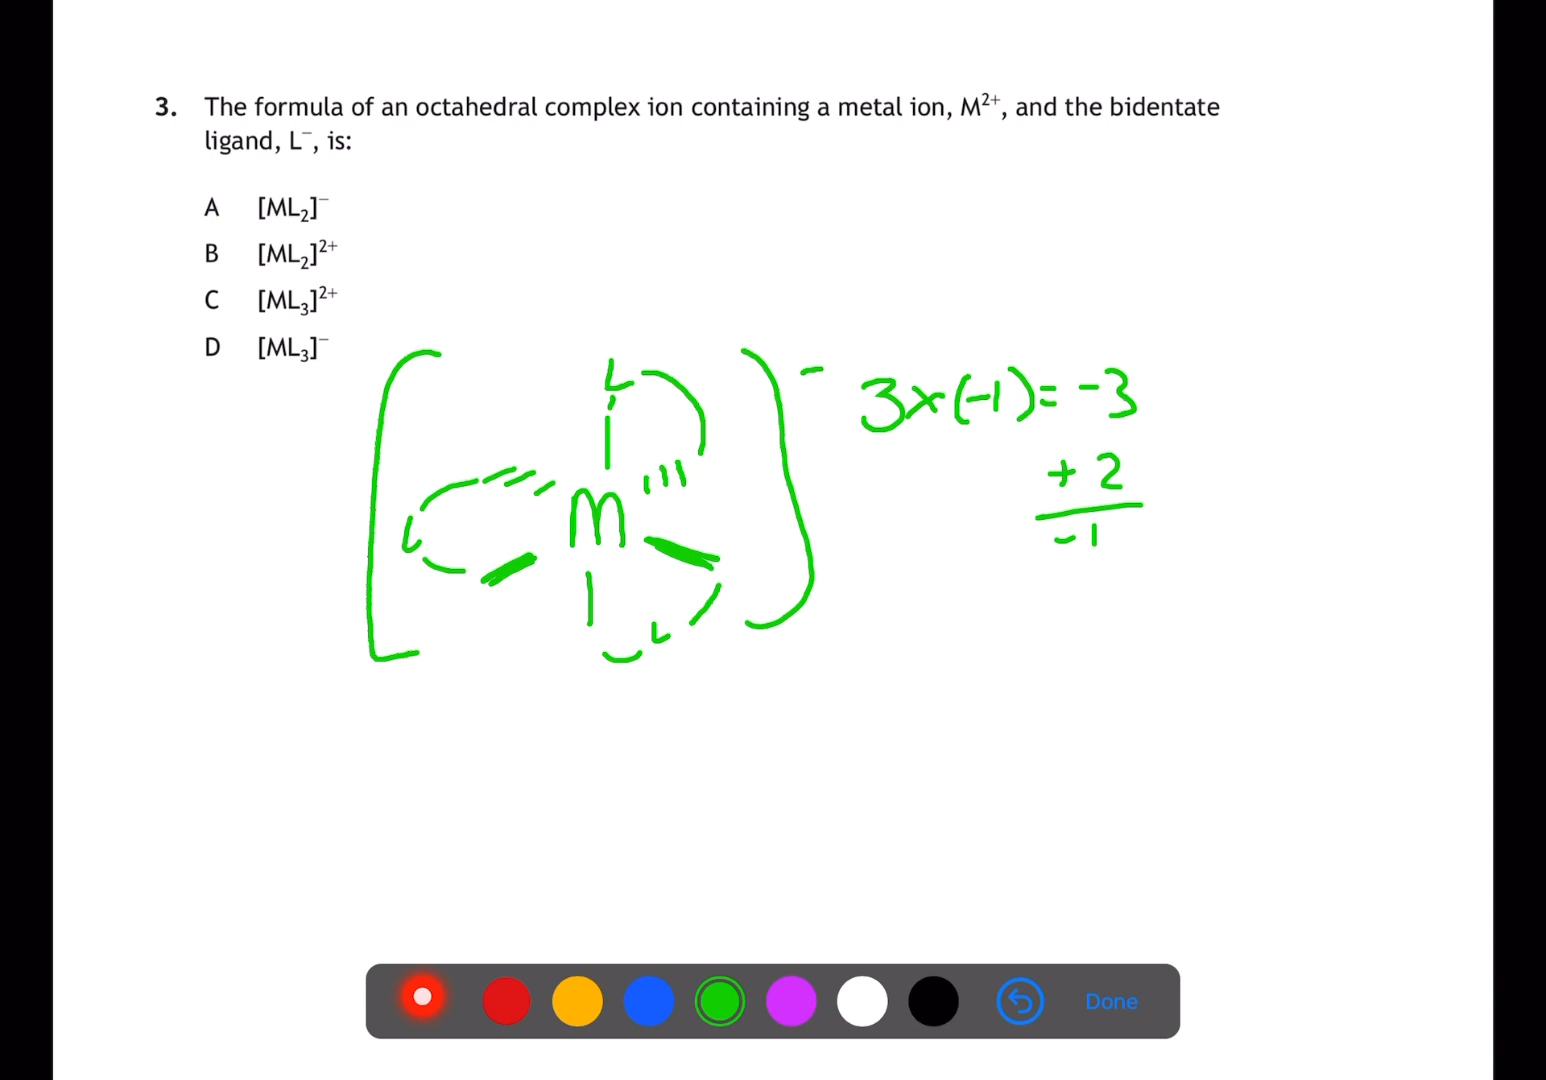 3. The formula of an octahedral complex ion containing a metal ion, M²⁺, and the bidentate
ligand, L⁻, is:
A [ML₂]⁻
B [ML₂]²⁺
C [ML₃]²⁺
D [ML₃]⁻
L
M
L
L
-
3×(-1)= -3
+ 2
-1
Done